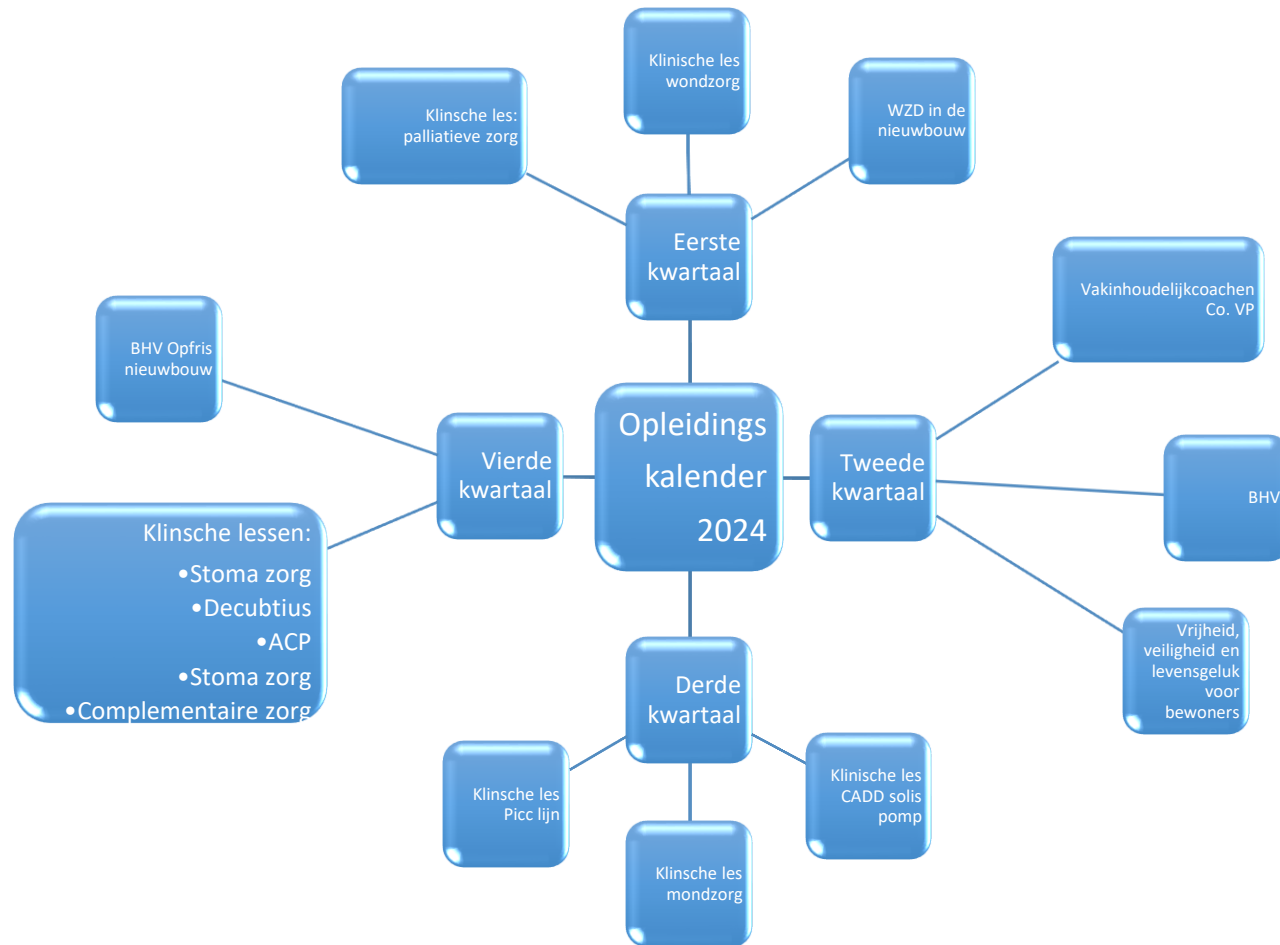 Klinische les
wondzorg
Klinsche les:
palliatieve zorg
WZD in de
nieuwbouw
Eerste
kwartaal
Vakinhoudelijkcoachen
Co. VP
BHV Opfris
nieuwbouw
Opleidings
kalender
2024
Vierde
kwartaal
Tweede
kwartaal
BHV
Klinsche lessen:
•Stoma zorg
•Decubtius
•ACP
•Stoma zorg
•Complementaire zorg
Vrijheid,
veiligheid en
levensgeluk
voor
bewoners
Derde
kwartaal
Klinsche les
Picc lijn
Klinische les
CADD solis
pomp
Klinsche les
mondzorg